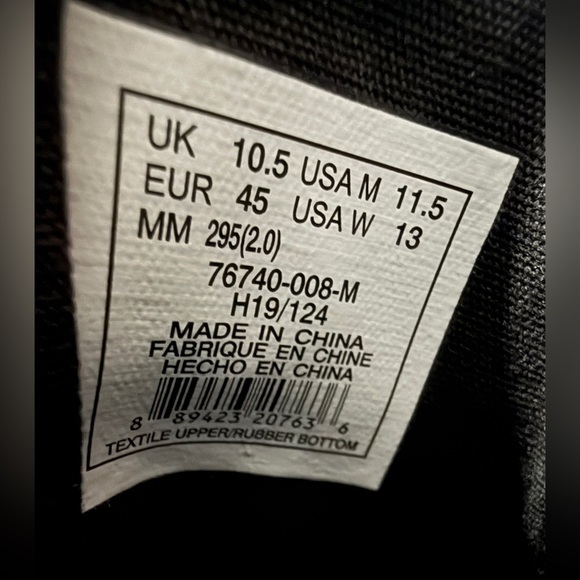 UK 10.5 USA M 11.5
EUR 45 USA W 13
MM 295(2.0)
76740-008-M
H19/124
MADE IN CHINA
FABRIQUE EN CHINE
HECHO EN CHINA
8 89423 20763 6
TEXTILE UPPER/RUBBER BOTTOM